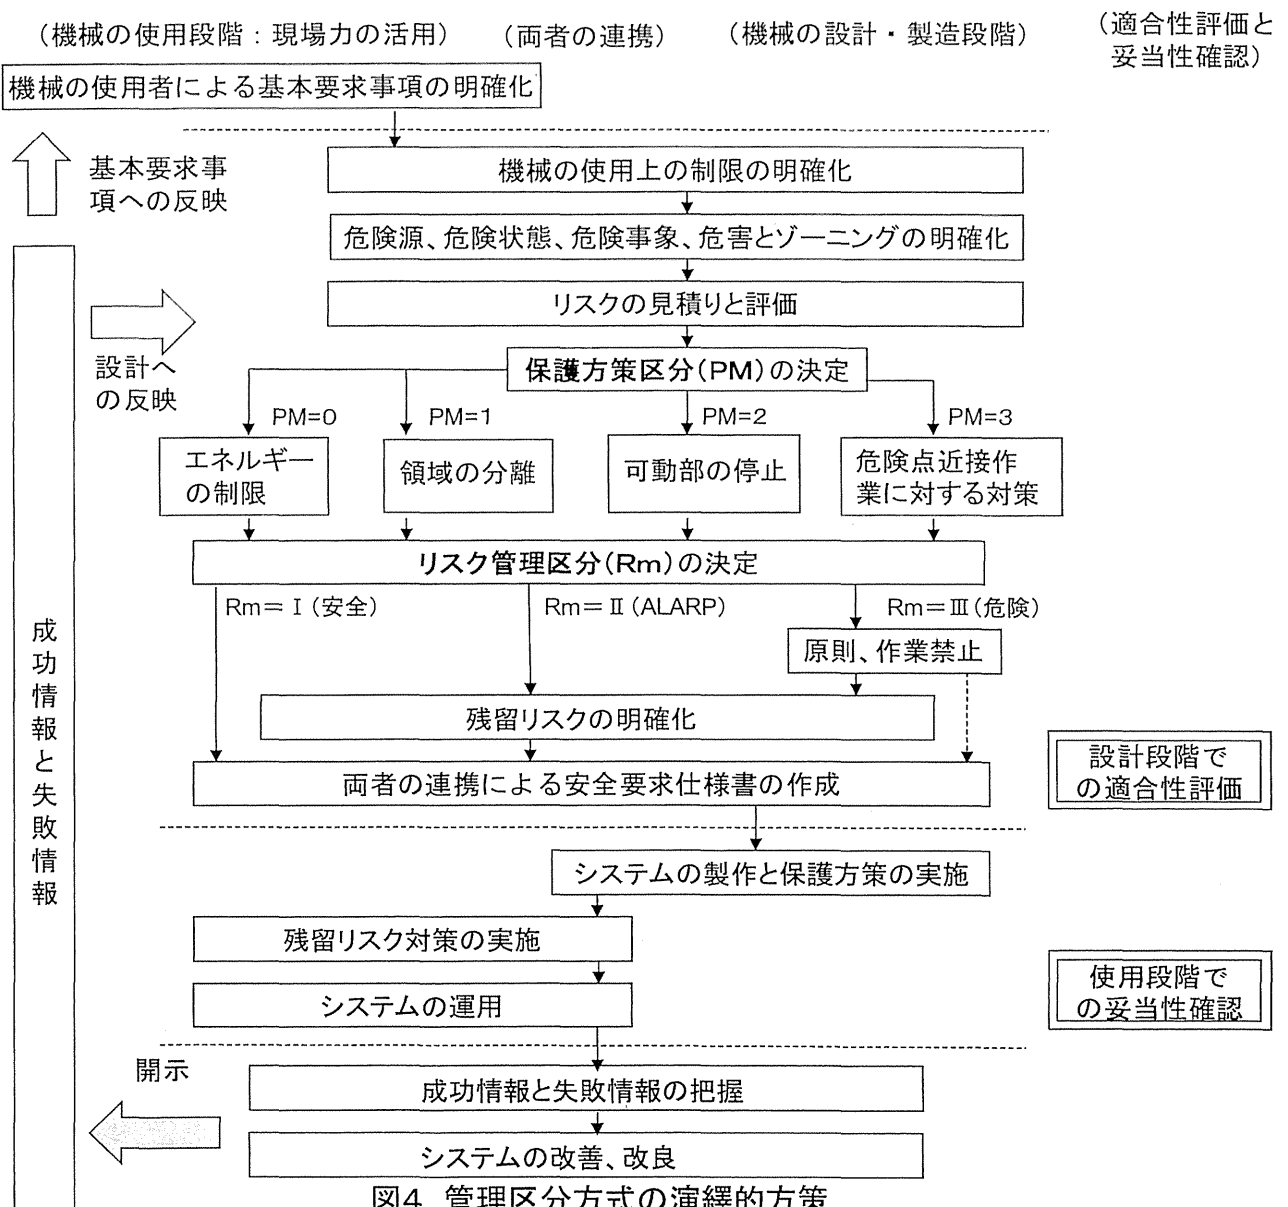 (機械の使用段階：現場力の活用)
(両者の連携)
(機械の設計・製造段階)
(適合性評価と
妥当性確認)
機械の使用者による基本要求事項の明確化
基本要求事
項への反映
機械の使用上の制限の明確化
危険源、危険状態、危険事象、危害とゾーニングの明確化
リスクの見積りと評価
設計へ
の反映
保護方策区分(PM)の決定
PM=0
PM=1
PM=2
PM=3
エネルギー
の制限
領域の分離
可動部の停止
危険点近接作
業に対する対策
リスク管理区分(Rm)の決定
Rm=Ⅰ(安全)
Rm=Ⅱ(ALARP)
Rm=Ⅲ(危険)
原則、作業禁止
残留リスクの明確化
両者の連携による安全要求仕様書の作成
設計段階で
の適合性評価
成功情報と失敗情報
システムの製作と保護方策の実施
残留リスク対策の実施
システムの運用
使用段階で
の妥当性確認
開示
成功情報と失敗情報の把握
システムの改善、改良
図4 管理区分方式の演繹的方策